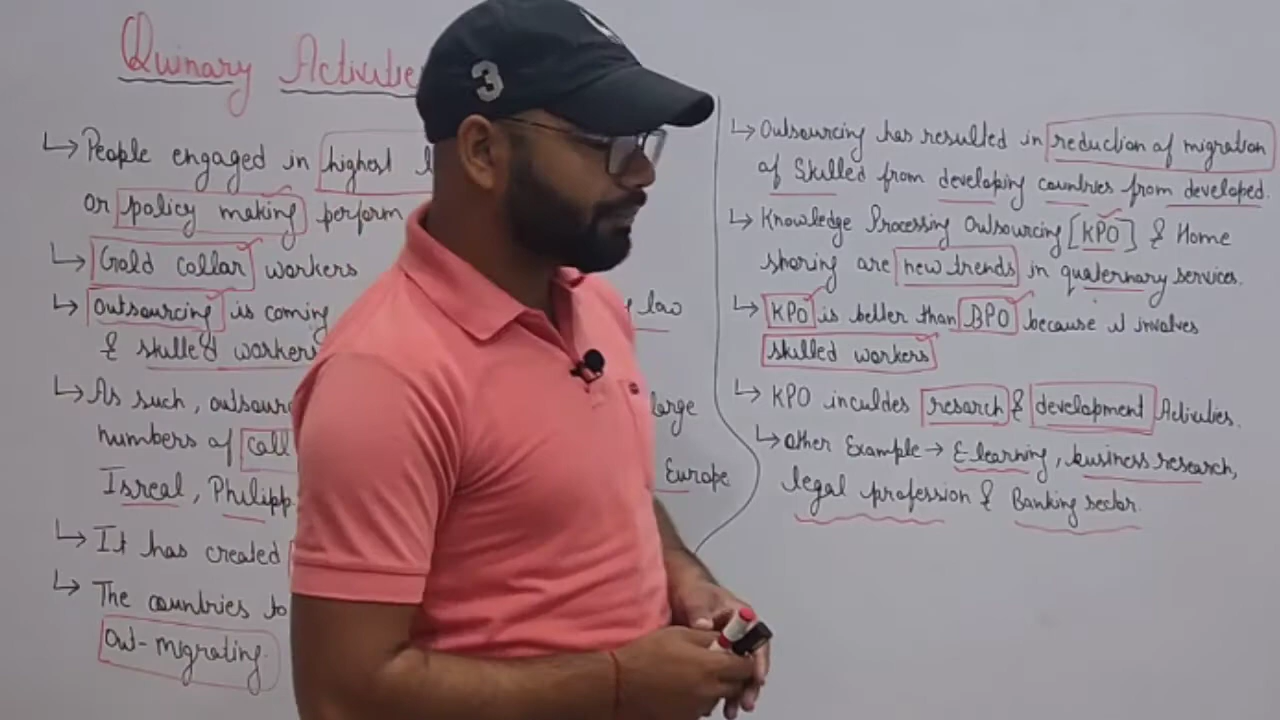 Quinary Activitie
↳ People engaged in highest
or policy making perform
↳ Gold collar workers
↳ outsourcing is coming
& skilled workers
↳ As such, outsour
numbers of call
Isreal, Philipp
↳ It has created
↳ The countries to
out-migrating.
law
large
Europe
3
↳ Outsourcing has resulted in reduction of migration
of Skilled from developing countries from developed.
↳ Knowledge Processing Outsourcing [KPO] & Home
shoring are new trends in quaternary services.
↳ KPO is better than BPO because it involves
skilled workers
↳ KPO inculdes resarch & development Activities.
↳ other Example → E-learning, business research,
legal profession & Banking sector.